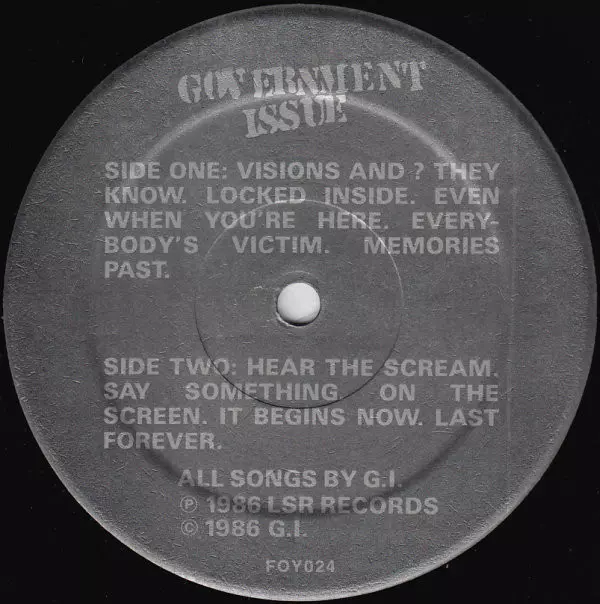 GOVERNMENT
ISSUE
SIDE ONE: VISIONS AND ? THEY
KNOW. LOCKED INSIDE. EVEN
WHEN YOU'RE HERE. EVERY-
BODY'S VICTIM. MEMORIES
PAST.
SIDE TWO: HEAR THE SCREAM.
SAY SOMETHING ON THE
SCREEN. IT BEGINS NOW. LAST
FOREVER.
ALL SONGS BY G.I.
℗ 1986 LSR RECORDS
© 1986 G.I.
FOY024